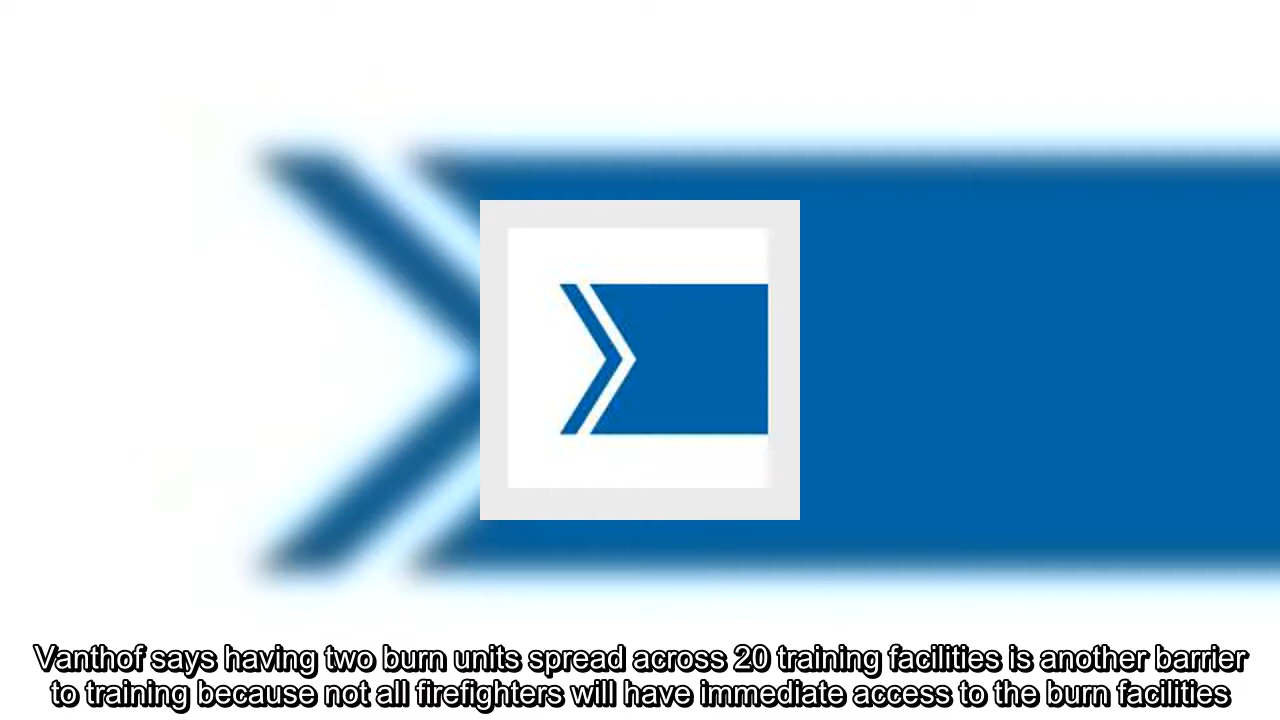 Vanthof says having two burn units spread across 20 training facilities is another barrier
to training because not all firefighters will have immediate access to the burn facilities